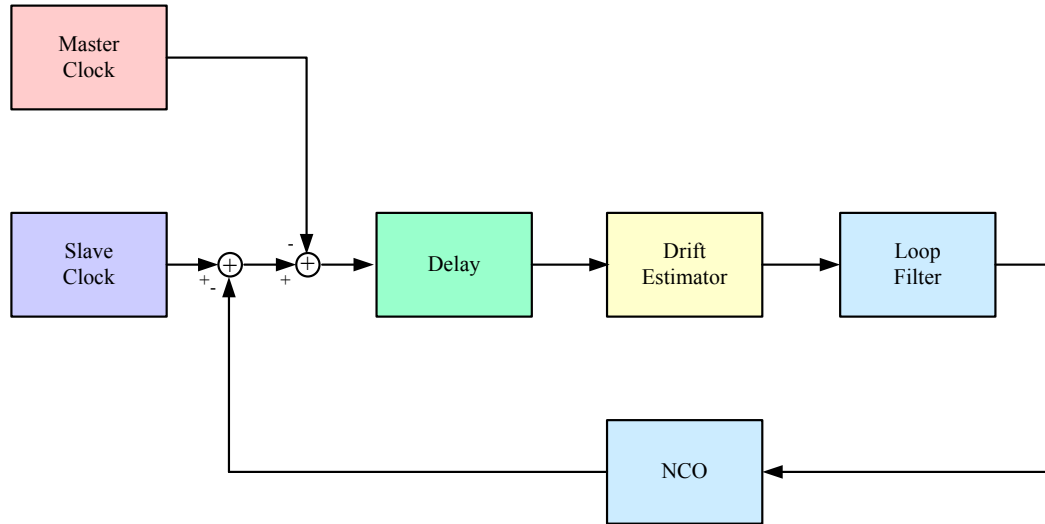 Master
Clock
-
Slave
Clock
+
+
Delay
Drift
Estimator
Loop
Filter
+
-
+
NCO